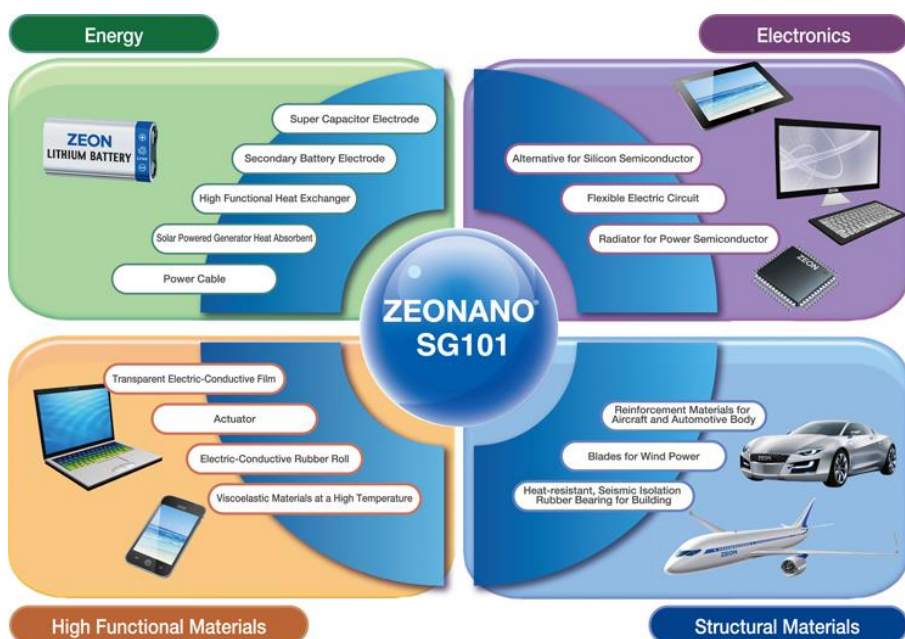 Energy
Electronics
ZEON
LITHIUM BATTERY
Super Capacitor Electrode
Secondary Battery Electrode
High Functional Heat Exchanger
Solar Powered Generator Heat Absorbent
Power Cable
Alternative for Silicon Semiconductor
Flexible Electric Circuit
Radiator for Power Semiconductor
ZEON
ZEONANO®
SG101
Transparent Electric-Conductive Film
Actuator
Electric-Conductive Rubber Roll
Viscoelastic Materials at a High Temperature
Reinforcement Materials for
Aircraft and Automotive Body
Blades for Wind Power
Heat-resistant, Seismic Isolation
Rubber Bearing for Building
ZEON
ZEON
High Functional Materials
Structural Materials